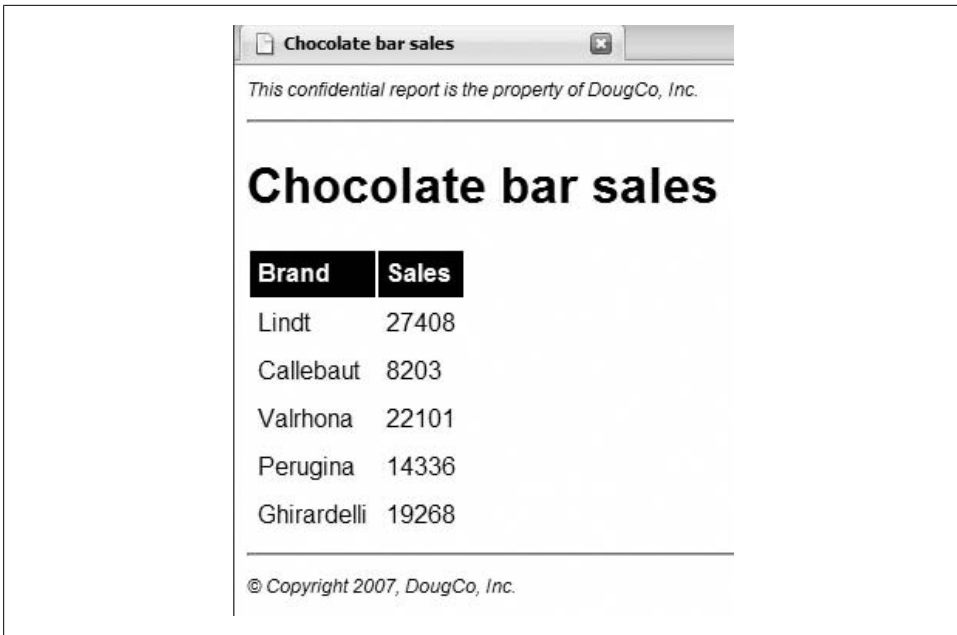 Chocolate bar sales
This confidential report is the property of DougCo, Inc.
Chocolate bar sales
Brand Sales
Lindt 27408
Callebaut 8203
Valrhona 22101
Perugina 14336
Ghirardelli 19268
© Copyright 2007, DougCo, Inc.